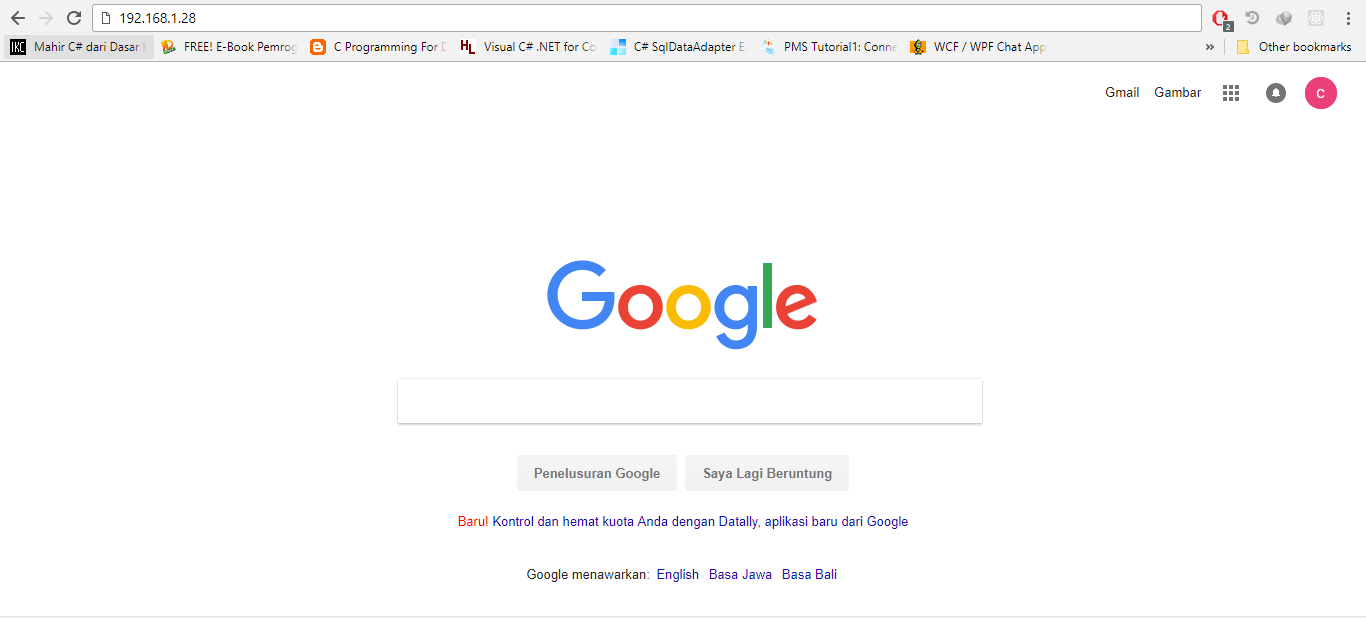 192.168.1.28
2
IKC Mahir C# dari Dasar FREE! E-Book Pemrog C Programming For HL Visual C# .NET for Co C# SqlDataAdapter PMS Tutorial1: Conne WCF / WPF Chat App » Other bookmarks
Gmail Gambar C
Google
Penelusuran Google Saya Lagi Beruntung
Baru! Kontrol dan hemat kuota Anda dengan Datally, aplikasi baru dari Google
Google menawarkan: English Basa Jawa Basa Bali